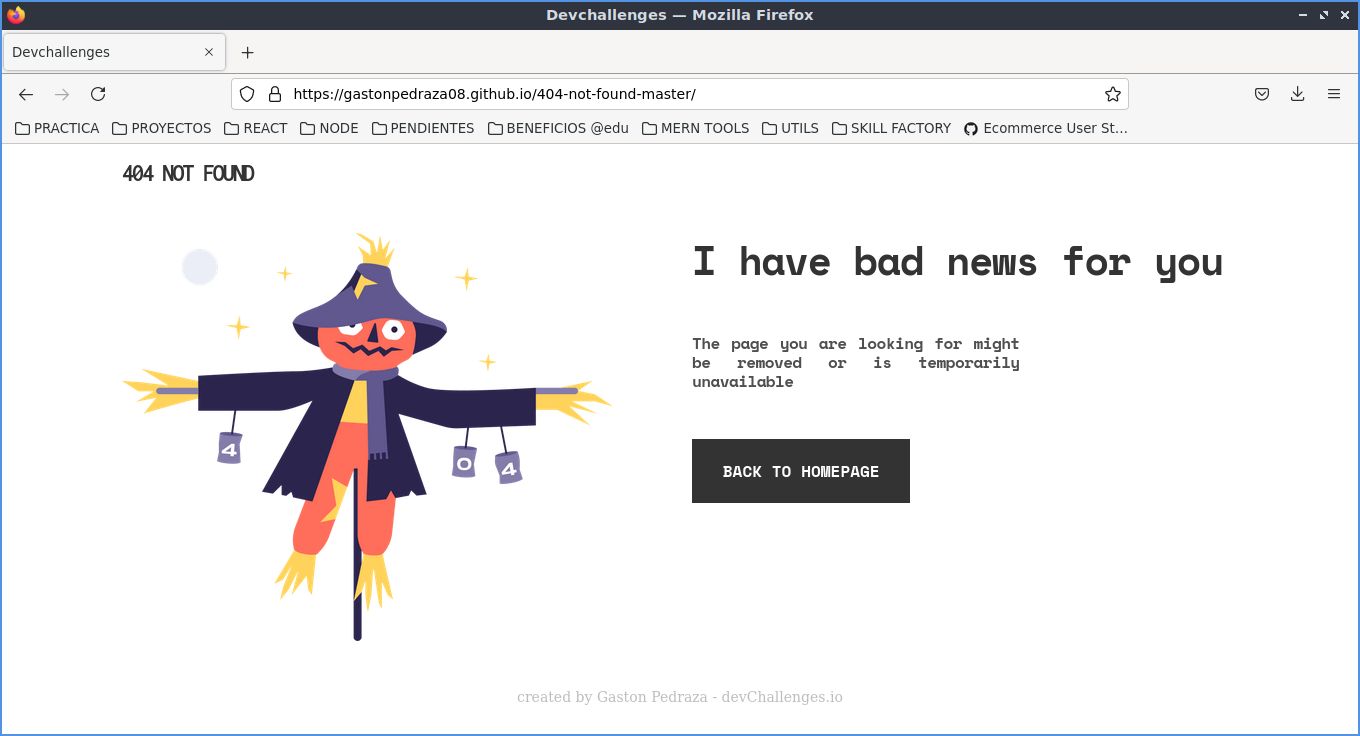 Devchallenges — Mozilla Firefox
Devchallenges
https://gastonpedraza08.github.io/404-not-found-master/
PRACTICA PROYECTOS REACT NODE PENDIENTES BENEFICIOS @edu MERN TOOLS UTILS SKILL FACTORY Ecommerce User St...
404 NOT FOUND
I have bad news for you
The page you are looking for might
be removed or is temporarily
unavailable
4
0
4
BACK TO HOMEPAGE
created by Gaston Pedraza - devChallenges.io